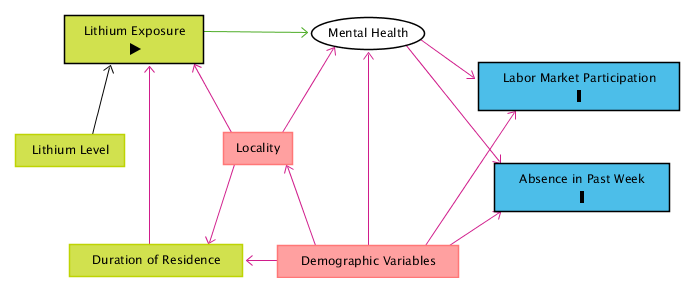 Lithium Exposure
Mental Health
Labor Market Participation
Lithium Level
Locality
Absence in Past Week
Duration of Residence
Demographic Variables